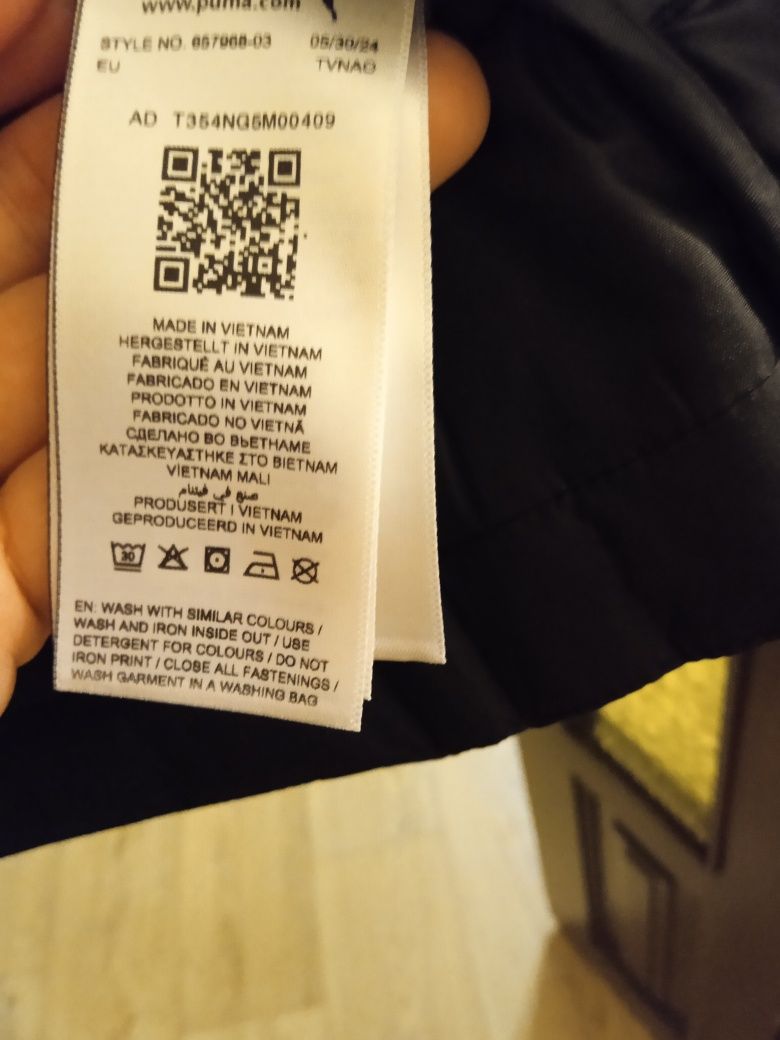 www.puma.com
STYLE NO. 657968-03 05/30/24
EU TVNAO
AD T354NG5M00409
MADE IN VIETNAM
HERGESTELLT IN VIETNAM
FABRIQUÉ AU VIETNAM
FABRICADO EN VIETNAM
PRODOTTO IN VIETNAM
FABRICADO NO VIETNÃ
СДЕЛАНО ВО ВЬЕТНАМЕ
ΚΑΤΑΣΚΕΥΑΣΤΗΚΕ ΣΤΟ ΒΙΕΤΝΑΜ
VİETNAM MALI
صنع في فيتنام
PRODUSERT I VIETNAM
GEPRODUCEERD IN VIETNAM
30
EN: WASH WITH SIMILAR COLOURS /
WASH AND IRON INSIDE OUT / USE
DETERGENT FOR COLOURS / DO NOT
IRON PRINT / CLOSE ALL FASTENINGS /
WASH GARMENT IN A WASHING BAG